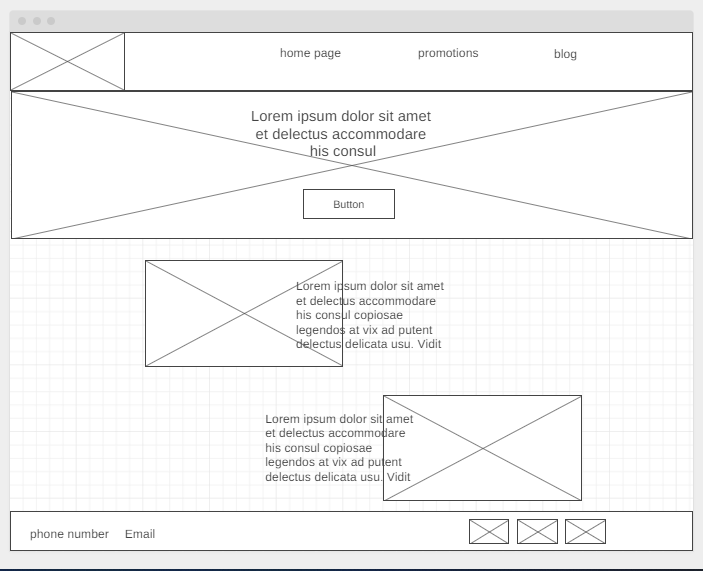 home page
promotions
blog
Lorem ipsum dolor sit amet
et delectus accommodare
his consul
Button
Lorem ipsum dolor sit amet
et delectus accommodare
his consul copiosae
legendos at vix ad putent
delectus delicata usu. Vidit
Lorem ipsum dolor sit amet
et delectus accommodare
his consul copiosae
legendos at vix ad putent
delectus delicata usu. Vidit
phone number
Email